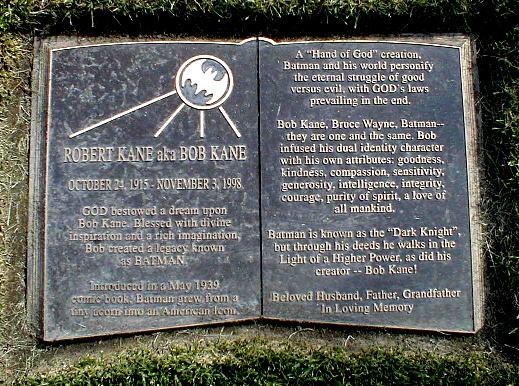 ROBERT KANE aka BOB KANE
OCTOBER 24, 1915 - NOVEMBER 3, 1998
GOD bestowed a dream upon
Bob Kane. Blessed with divine
inspiration and a rich imagination,
Bob created a legacy known
as BATMAN.
Introduced in a May 1939
comic book, Batman grew from a
tiny acorn into an American Icon.
A "Hand of God" creation,
Batman and his world personify
the eternal struggle of good
versus evil, with GOD's laws
prevailing in the end.
Bob Kane, Bruce Wayne, Batman--
they are one and the same. Bob
infused his dual identity character
with his own attributes: goodness,
kindness, compassion, sensitivity,
generosity, intelligence, integrity,
courage, purity of spirit, a love of
all mankind.
Batman is known as the "Dark Knight",
but through his deeds he walks in the
Light of a Higher Power, as did his
creator -- Bob Kane!
Beloved Husband, Father, Grandfather
In Loving Memory